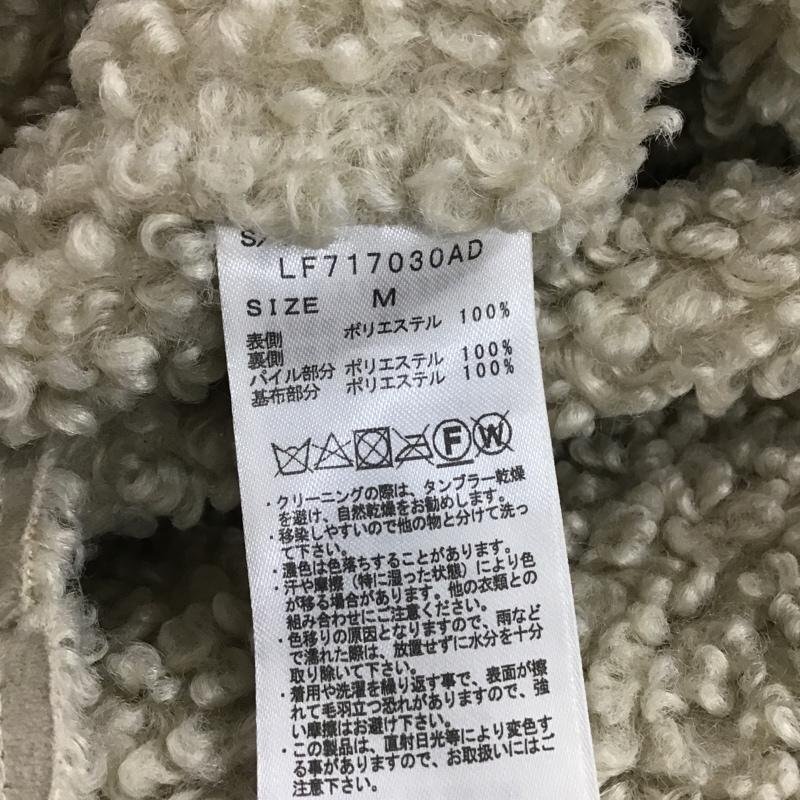 S/
LF717030AD
SIZE M
表側 ポリエステル 100%
裏側
パイル部分 ポリエステル 100%
基布部分 ポリエステル 100%
F W
・クリーニングの際は、タンブラー乾燥
を避け、自然乾燥をお勧めします。
・移染しやすいので他の物と分けて洗っ
て下さい。
・濃色は色落ちすることがあります。
・汗や摩擦（特に湿った状態）により色
が移る場合があります。他の衣類との
組み合わせにご注意ください。
・色移りの原因となりますので、雨など
で濡れた際は、放置せずに水分を十分
取り除いて下さい。
・着用や洗濯を繰り返す事で、表面が擦
れて毛羽立つ恐れがありますので、強
い摩擦はお避け下さい。
・この製品は、直射日光等により変色す
る事がありますので、お取扱いにはご
注意下さい。